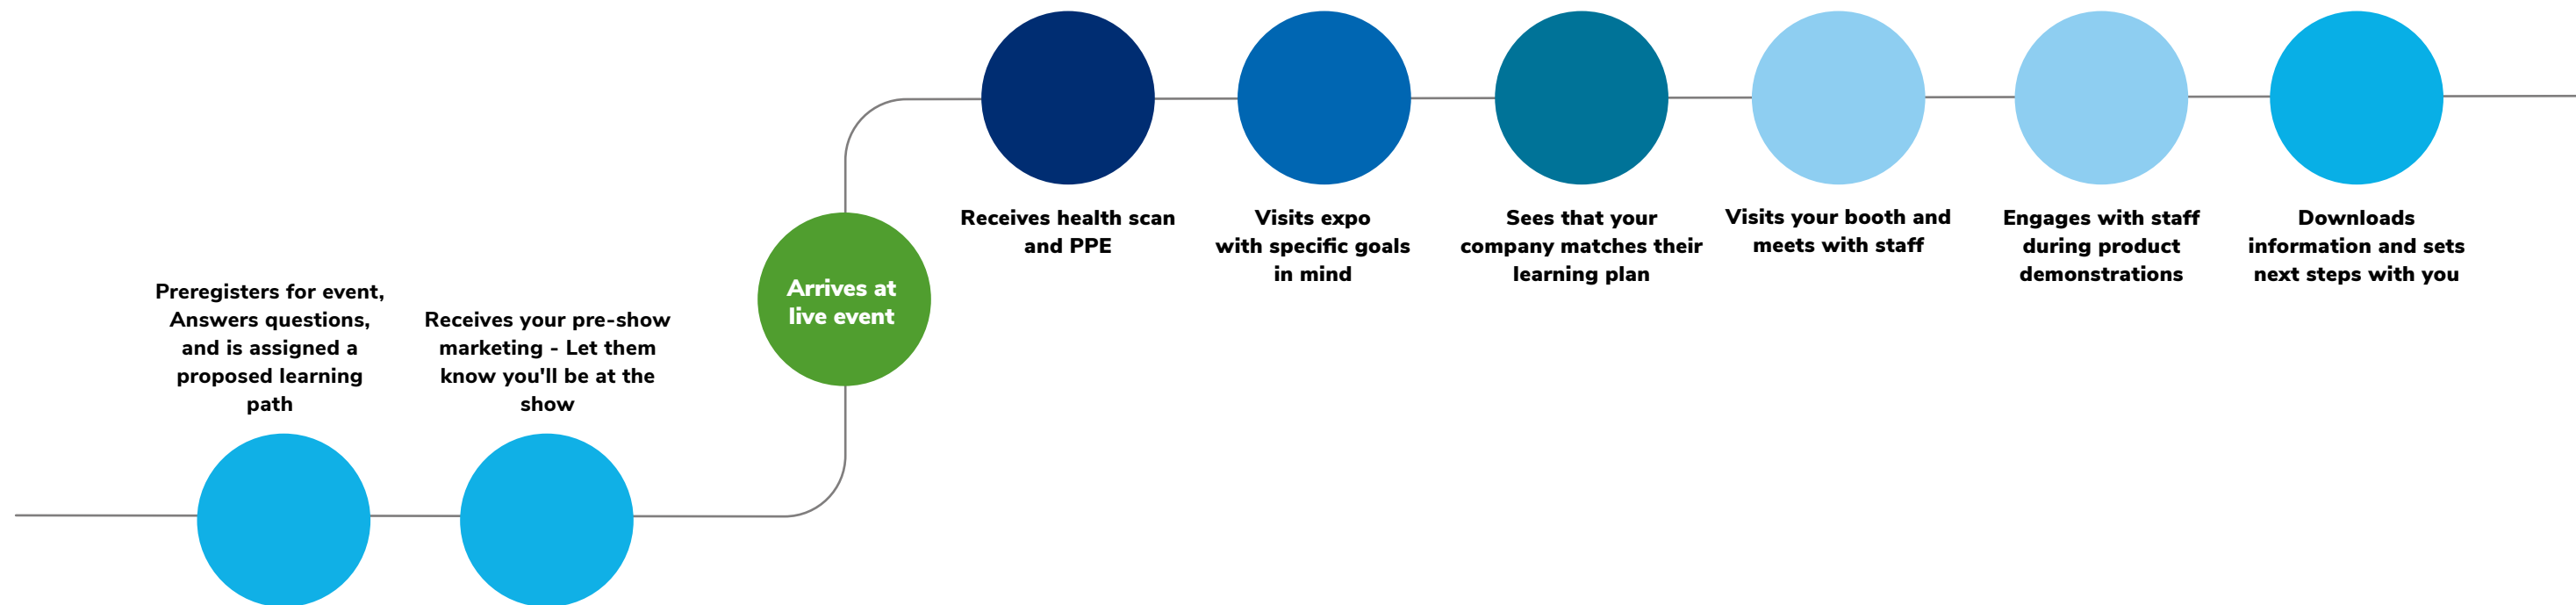 Preregisters for event,
Answers questions,
and is assigned a
proposed learning
path
Receives your pre-show
marketing - Let them
know you'll be at the
show
Arrives at
live event
Receives health scan
and PPE
Visits expo
with specific goals
in mind
Sees that your
company matches their
learning plan
Visits your booth and
meets with staff
Engages with staff
during product
demonstrations
Downloads
information and sets
next steps with you